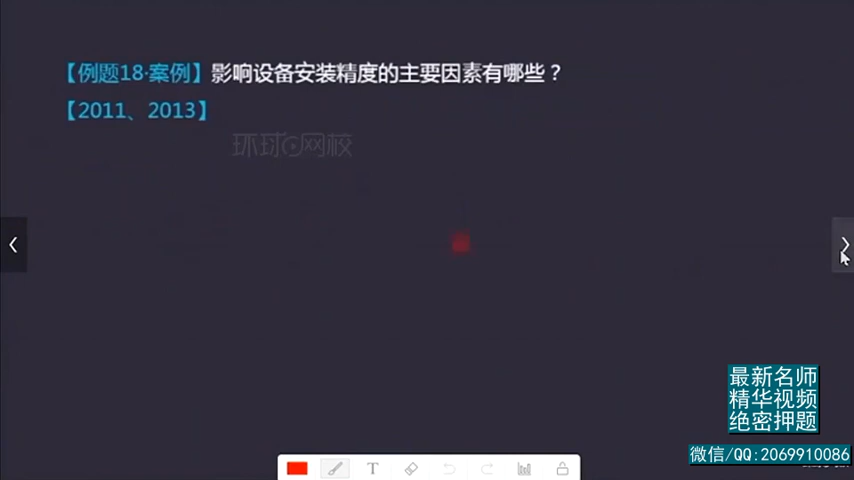 【例题18·案例】影响设备安装精度的主要因素有哪些？
【2011、2013】
环球网校
最新名师
精华视频
绝密押题
微信/QQ:2069910086
T